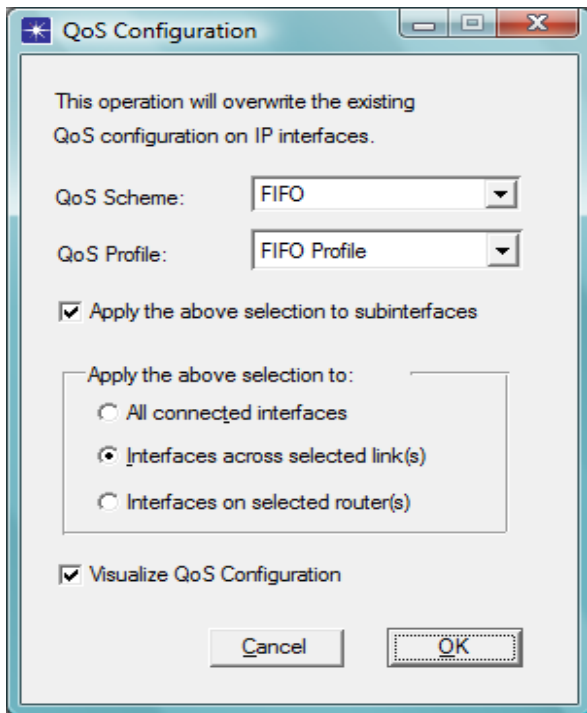 QoS Configuration
This operation will overwrite the existing
QoS configuration on IP interfaces.
QoS Scheme: FIFO
QoS Profile: FIFO Profile
Apply the above selection to subinterfaces
Apply the above selection to:
All connected interfaces
Interfaces across selected link(s)
Interfaces on selected router(s)
Visualize QoS Configuration
Cancel OK